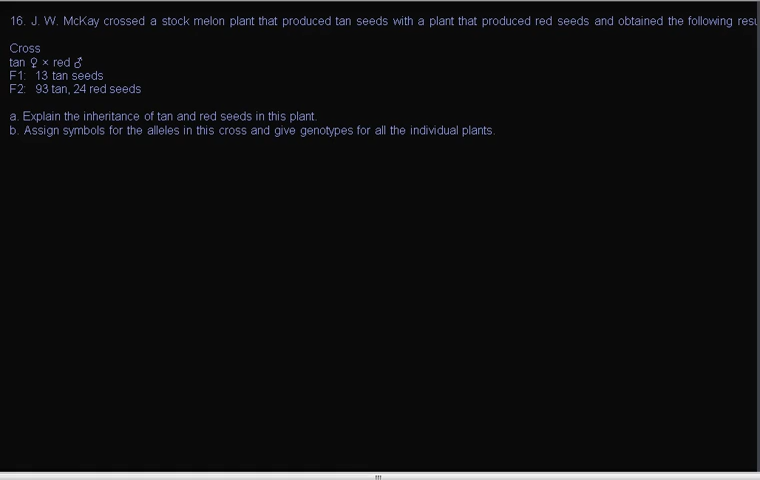 16. J. W. McKay crossed a stock melon plant that produced tan seeds with a plant that produced red seeds and obtained the following
Cross
tan ♀ × red ♂
F1: 13 tan seeds
F2: 93 tan, 24 red seeds
a. Explain the inheritance of tan and red seeds in this plant.
b. Assign symbols for the alleles in this cross and give genotypes for all the individual plants.